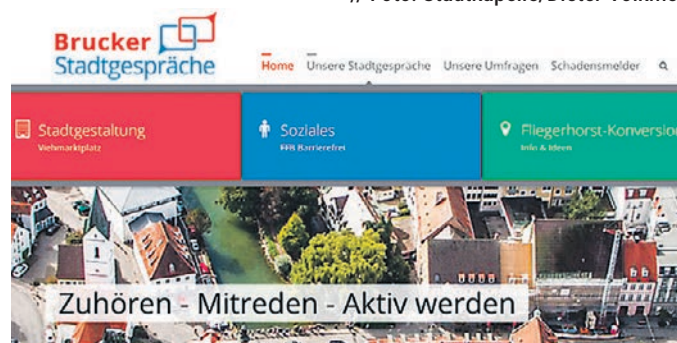 Brucker
Stadtgespräche
Home Unsere Stadtgespräche Unsere Umfragen Schadensmelder
Stadtgestaltung
Viehmarktplatz
Soziales
FFB Barrierefrei
Fliegerhorst-Konversio
Info & Ideen
Zuhören - Mitreden - Aktiv werden